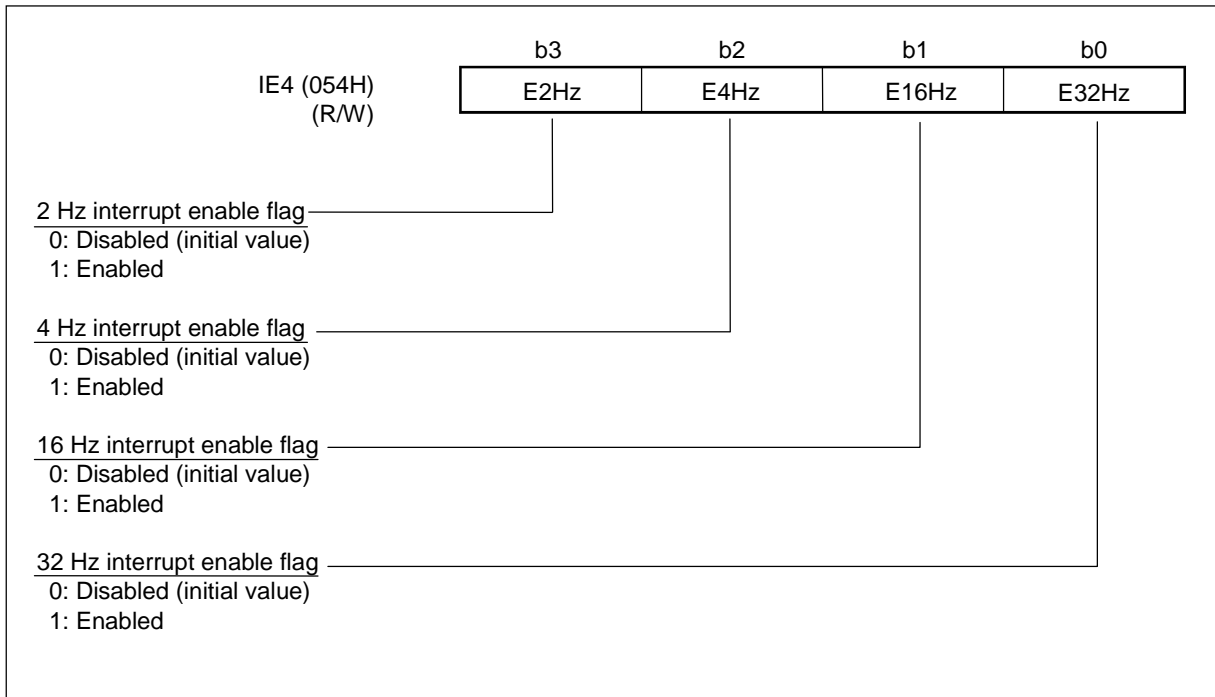 b3 b2 b1 b0
IE4 (054H) E2Hz E4Hz E16Hz E32Hz
(R/W)
2 Hz interrupt enable flag
0: Disabled (initial value)
1: Enabled
4 Hz interrupt enable flag
0: Disabled (initial value)
1: Enabled
16 Hz interrupt enable flag
0: Disabled (initial value)
1: Enabled
32 Hz interrupt enable flag
0: Disabled (initial value)
1: Enabled